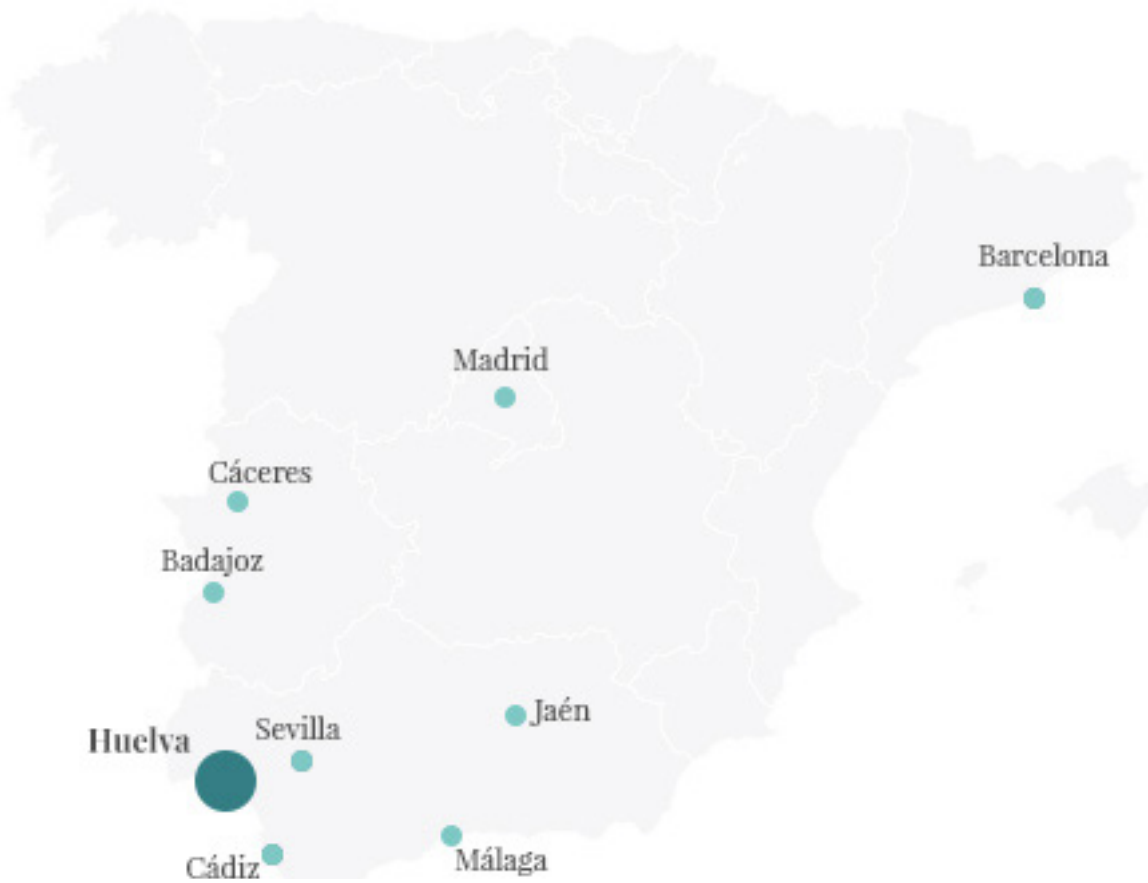 Barcelona
Madrid
Cáceres
Badajoz
Jaén
Sevilla
Huelva
Málaga
Cádiz